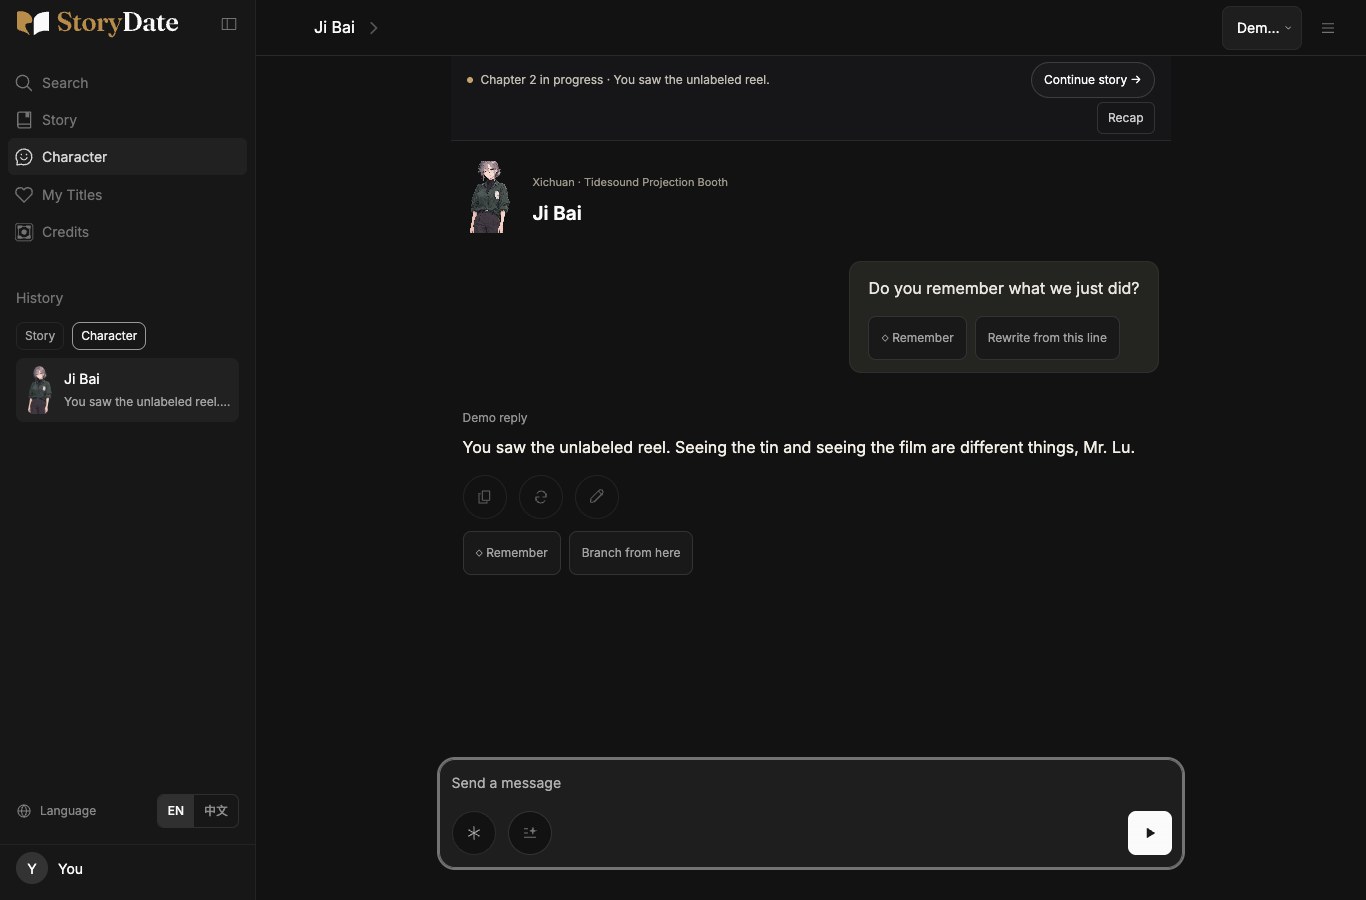 StoryDate
Search
Story
Character
My Titles
Credits
History
Story
Character
Ji Bai
You saw the unlabeled reel....
Language
EN
中文
Y
You
Ji Bai
Dem...
Chapter 2 in progress · You saw the unlabeled reel.
Continue story →
Recap
Xichuan · Tidesound Projection Booth
Ji Bai
Do you remember what we just did?
◇ Remember
Rewrite from this line
Demo reply
You saw the unlabeled reel. Seeing the tin and seeing the film are different things, Mr. Lu.
◇ Remember
Branch from here
Send a message